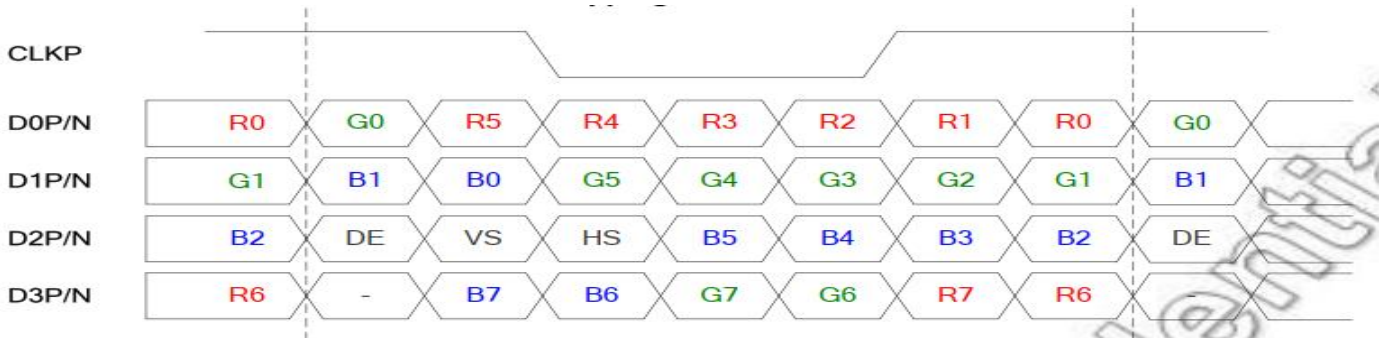 CLKP
D0P/N R0 G0 R5 R4 R3 R2 R1 R0 G0
D1P/N G1 B1 B0 G5 G4 G3 G2 G1 B1
D2P/N B2 DE VS HS B5 B4 B3 B2 DE
D3P/N R6 - B7 B6 G7 G6 R7 R6 -